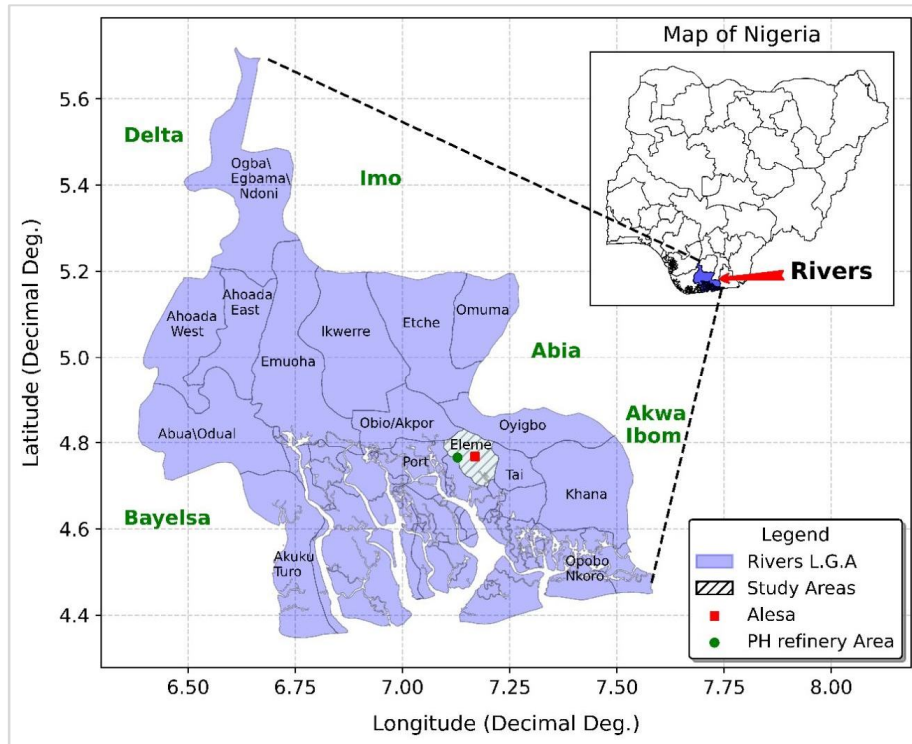 Map of Nigeria
Rivers
5.6
5.4
5.2
5.0
4.8
4.6
4.4
Latitude (Decimal Deg.)
Delta
Imo
Abia
Akwa
Ibom
Bayelsa
Ogba\
Egbama\
Ndoni
Ahoada
West
Ahoada
East
Emuoha
Ikwerre
Etche
Omuma
Abua\Odual
Obio/Akpor
Oyigbo
Eleme
Port
Tai
Khana
Akuku
Turo
Opobo
Nkoro
Legend
Rivers L.G.A
Study Areas
Alesa
PH refinery Area
6.50
6.75
7.00
7.25
7.50
7.75
8.00
Longitude (Decimal Deg.)